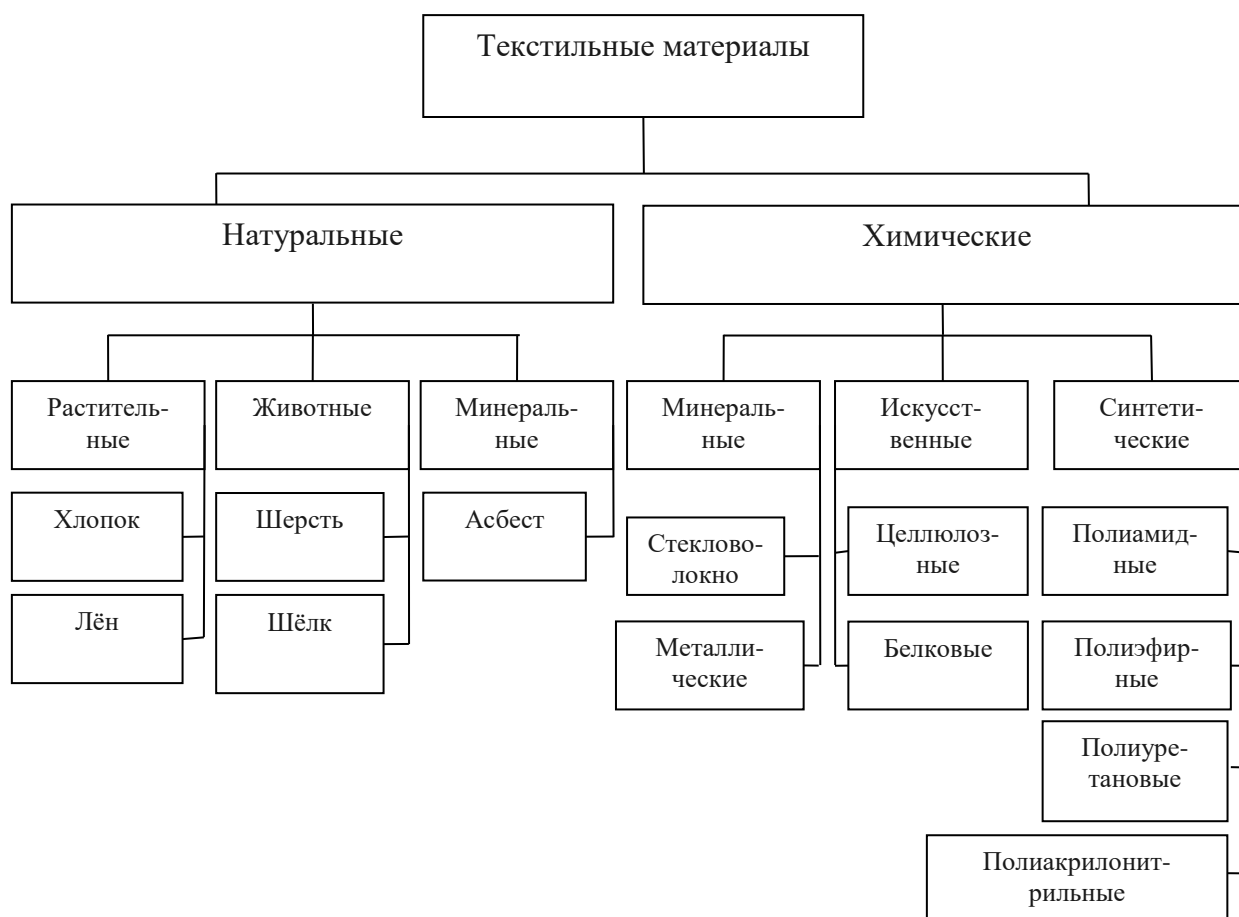 Текстильные материалы
Натуральные
Химические
Раститель-
ные
Животные
Минераль-
ные
Минераль-
ные
Искусст-
венные
Синтети-
ческие
Хлопок
Шерсть
Асбест
Стеклово-
локно
Целлюлоз-
ные
Полиамид-
ные
Лён
Шёлк
Металли-
ческие
Белковые
Полиэфир-
ные
Полиуре-
тановые
Полиакрилонит-
рильные